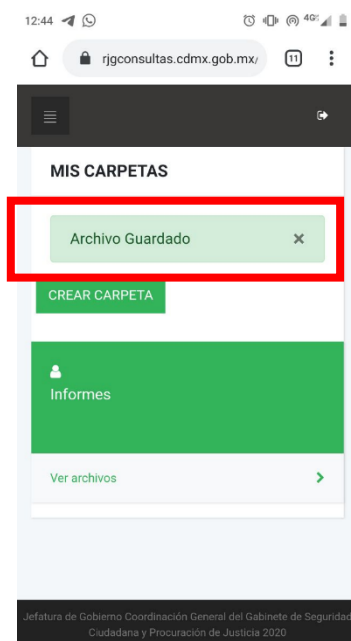 12:44
4G
rjgconsultas.cdmx.gob.mx/
11
MIS CARPETAS
Archivo Guardado
CREAR CARPETA
Informes
Ver archivos
Jefatura de Gobierno Coordinación General del Gabinete de Seguridad
Ciudadana y Procuración de Justicia 2020